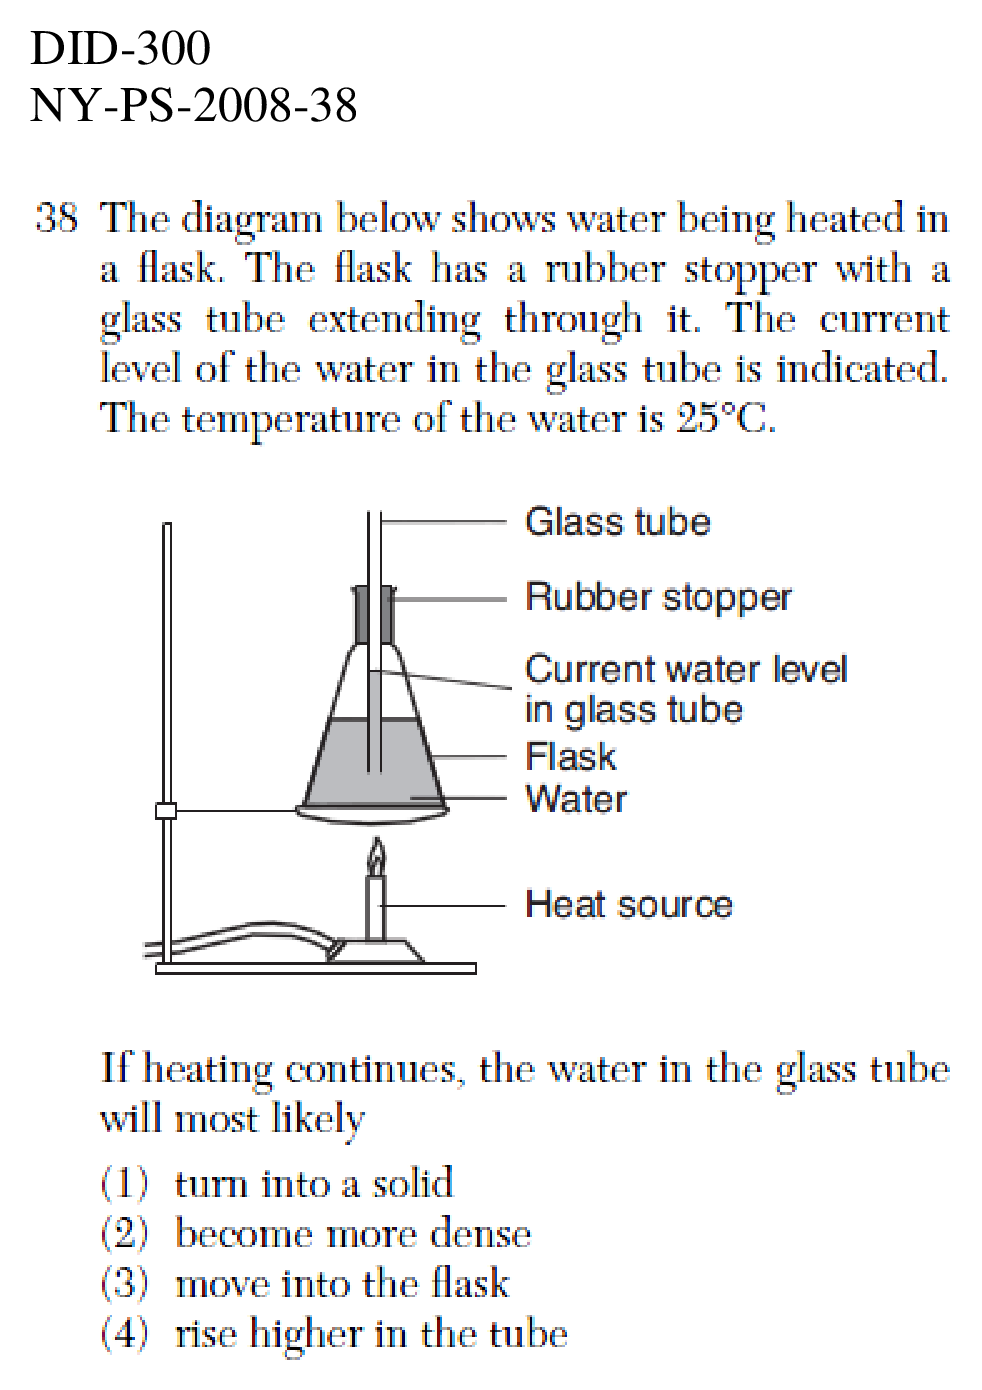 DID-300
NY-PS-2008-38
38 The diagram below shows water being heated in
a flask. The flask has a rubber stopper with a
glass tube extending through it. The current
level of the water in the glass tube is indicated.
The temperature of the water is 25°C.
Glass tube
Rubber stopper
Current water level
in glass tube
Flask
Water
Heat source
If heating continues, the water in the glass tube
will most likely
(1) turn into a solid
(2) become more dense
(3) move into the flask
(4) rise higher in the tube